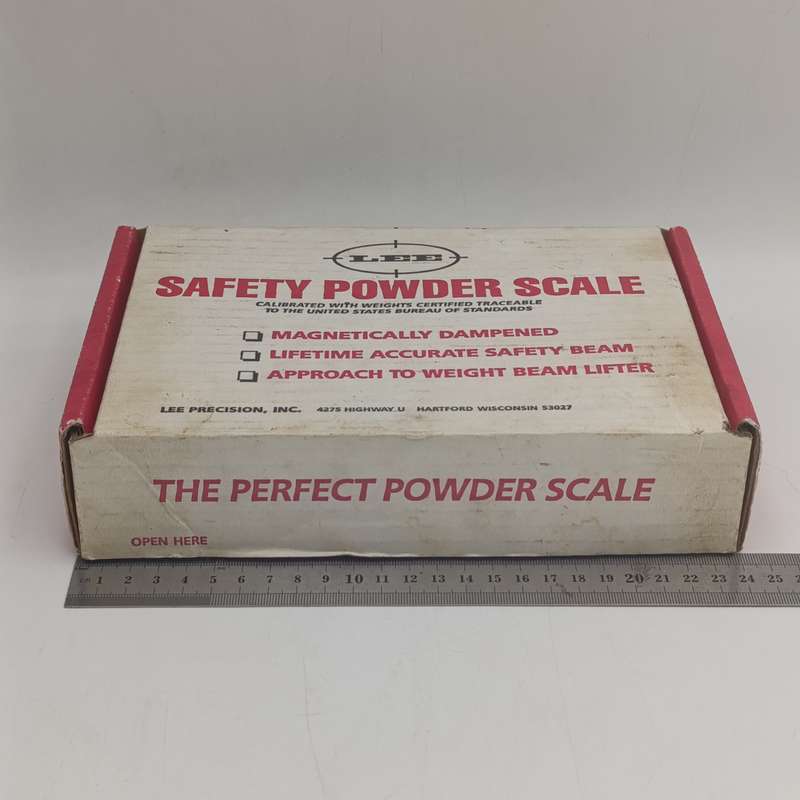 LEE
SAFETY POWDER SCALE
CALIBRATED WITH WEIGHTS CERTIFIED TRACEABLE
TO THE UNITED STATES BUREAU OF STANDARDS
MAGNETICALLY DAMPENED
LIFETIME ACCURATE SAFETY BEAM
APPROACH TO WEIGHT BEAM LIFTER
LEE PRECISION, INC. 4275 HIGHWAY U HARTFORD WISCONSIN 53027
THE PERFECT POWDER SCALE
OPEN HERE
1 2 3 4 5 6 7 8 9 10 11 12 13 14 15 16 17 18 19 20 21 22 23 24 25